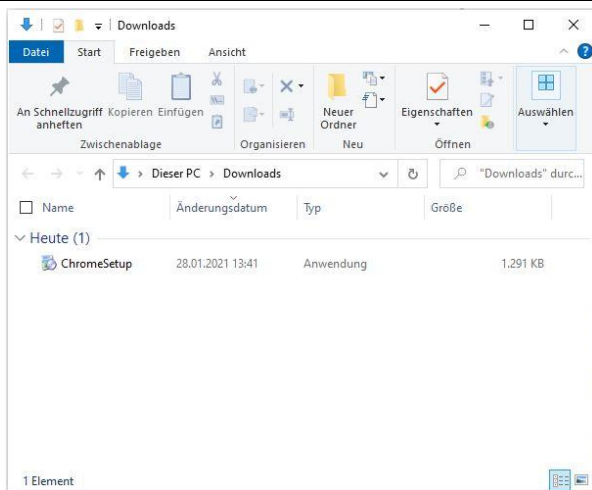 Downloads
Datei Start Freigeben Ansicht
An Schnellzugriff anheften Kopieren Einfügen
Neuer Ordner
Eigenschaften
Auswählen
Zwischenablage Organisieren Neu Öffnen
Dieser PC > Downloads
"Downloads" durc...
Name Änderungsdatum Typ Größe
Heute (1)
ChromeSetup 28.01.2021 13:41 Anwendung 1.291 KB
1 Element